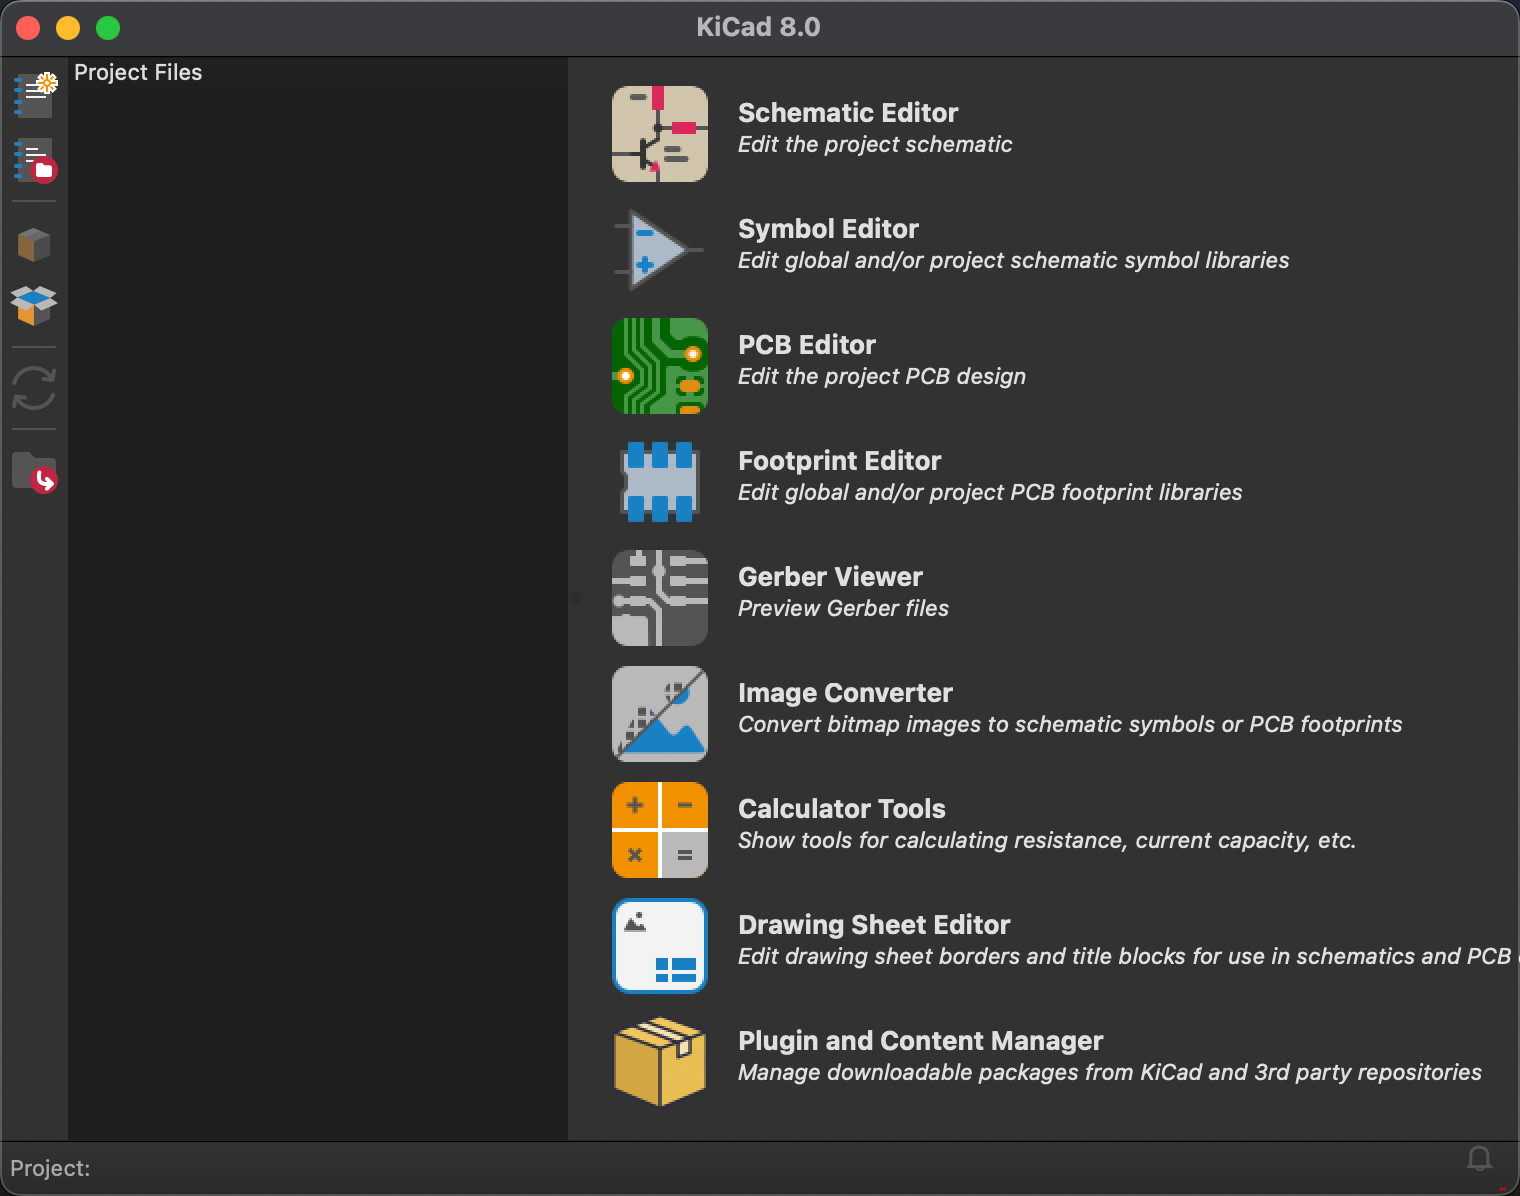 KiCad 8.0
Project Files
Schematic Editor
Edit the project schematic
Symbol Editor
Edit global and/or project schematic symbol libraries
PCB Editor
Edit the project PCB design
Footprint Editor
Edit global and/or project PCB footprint libraries
Gerber Viewer
Preview Gerber files
Image Converter
Convert bitmap images to schematic symbols or PCB footprints
Calculator Tools
Show tools for calculating resistance, current capacity, etc.
Drawing Sheet Editor
Edit drawing sheet borders and title blocks for use in schematics and PCB
Plugin and Content Manager
Manage downloadable packages from KiCad and 3rd party repositories
Project: